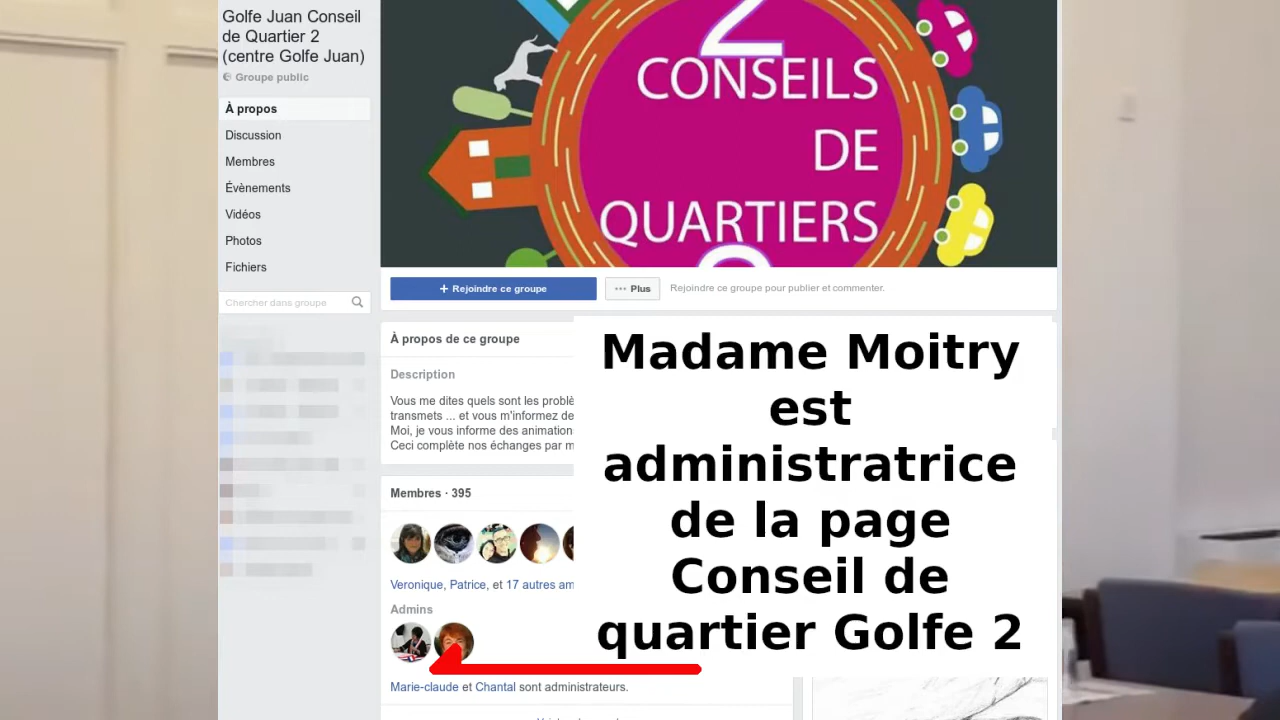 Golfe Juan Conseil
de Quartier 2
(centre Golfe Juan)
Groupe public
À propos
Discussion
Membres
Évènements
Vidéos
Photos
Fichiers
Chercher dans groupe
2
CONSEILS
DE
QUARTIERS
+ Rejoindre ce groupe
••• Plus
Rejoindre ce groupe pour publier et commenter.
À propos de ce groupe
Description
Vous me dites quels sont les
transmets ... et vous m'informez de
Moi, je vous informe des animation
Ceci complète nos échanges par
Membres · 395
Veronique, Patrice, et 17 autres
Admins
Marie-claude et Chantal sont administrateurs.
Madame Moitry
est
administratrice
de la page
Conseil de
quartier Golfe 2